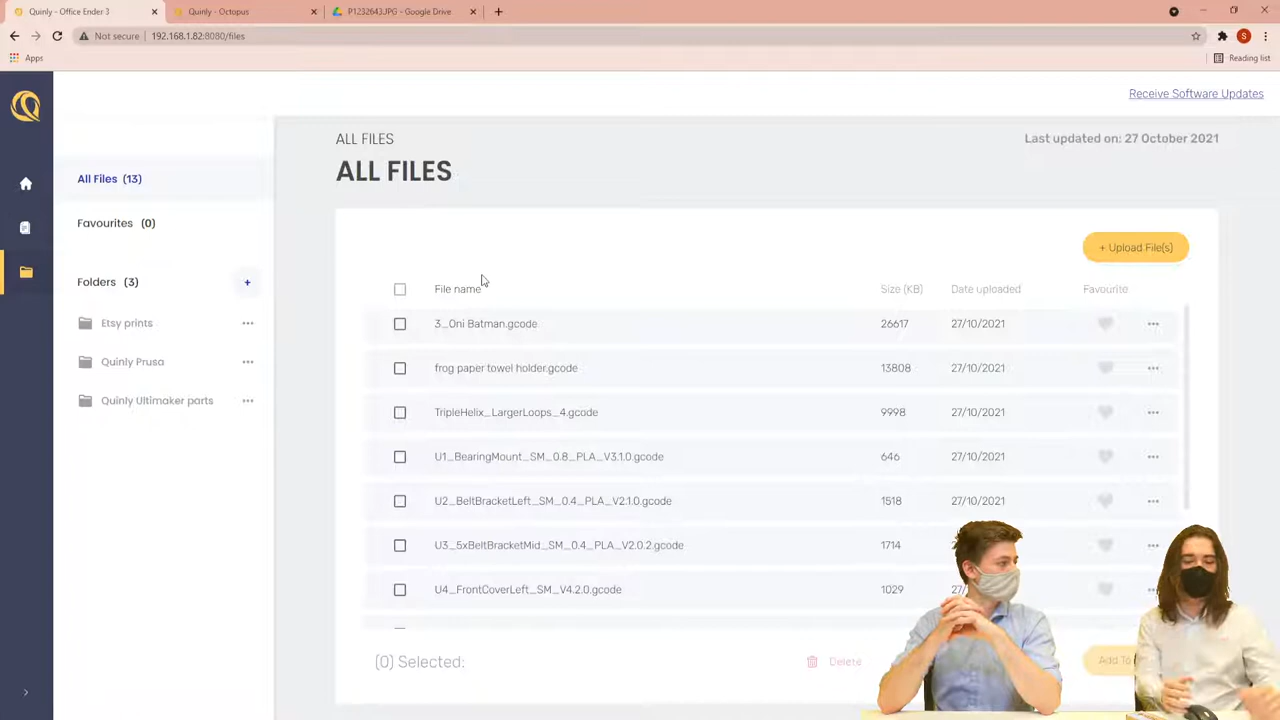 Quinly - Office Ender 3
Quinly - Octopus
P1232643.JPG - Google Drive
Not secure
192.168.1.82:8080/files
S
Apps
Reading list
Receive Software Updates
All Files (13)
Favourites (0)
Folders (3)
+
Etsy prints
Quinly Prusa
Quinly Ultimaker parts
ALL FILES
Last updated on: 27 October 2021
ALL FILES
+ Upload File(s)
File name Size (KB) Date uploaded Favourite
3_Oni Batman.gcode 26617 27/10/2021
frog paper towel holder.gcode 13808 27/10/2021
TripleHelix_LargerLoops_4.gcode 9998 27/10/2021
U1_BearingMount_SM_0.8_PLA_V3.1.0.gcode 646 27/10/2021
U2_BeltBracketLeft_SM_0.4_PLA_V2.1.0.gcode 1518 27/10/2021
U3_5xBeltBracketMid_SM_0.4_PLA_V2.0.2.gcode 1714
U4_FrontCoverLeft_SM_V4.2.0.gcode 1029 27/
(0) Selected: Delete Add To